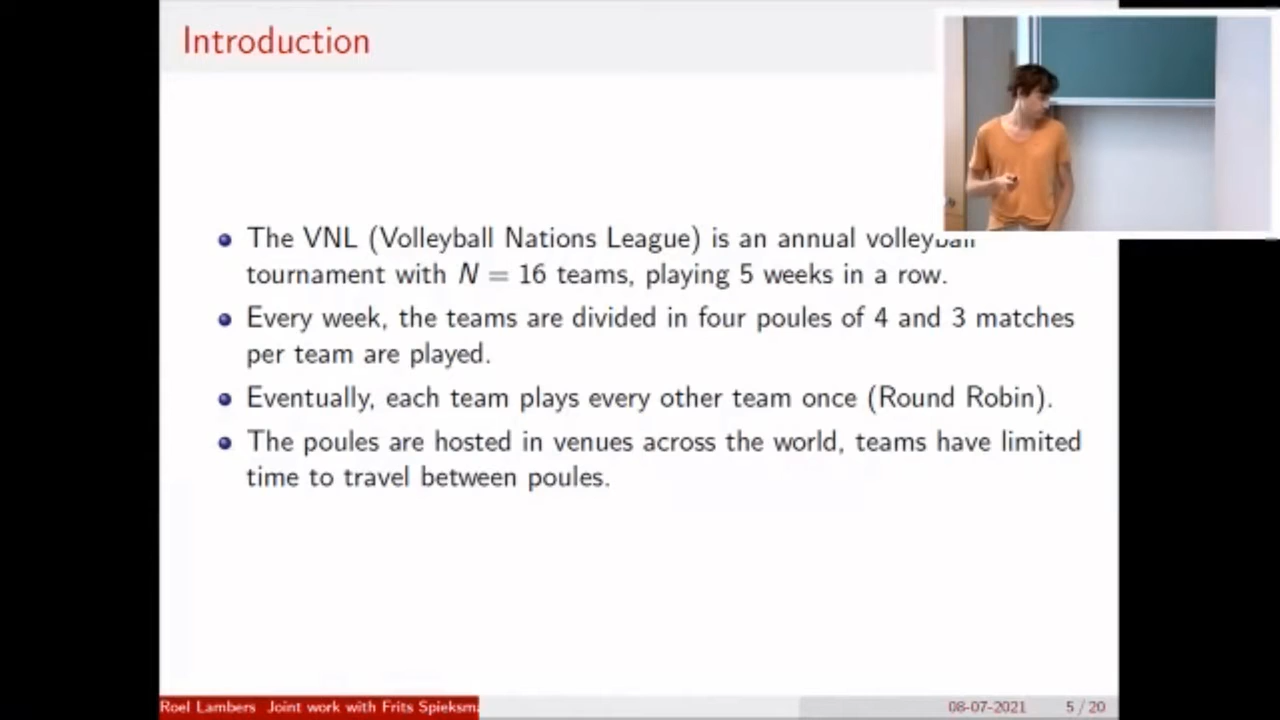 Introduction
The VNL (Volleyball Nations League) is an annual volleyball
tournament with N = 16 teams, playing 5 weeks in a row.
Every week, the teams are divided in four poules of 4 and 3 matches
per team are played.
Eventually, each team plays every other team once (Round Robin).
The poules are hosted in venues across the world, teams have limited
time to travel between poules.
Roel Lambers Joint work with Frits Spieksma
08-07-2021 5 / 20